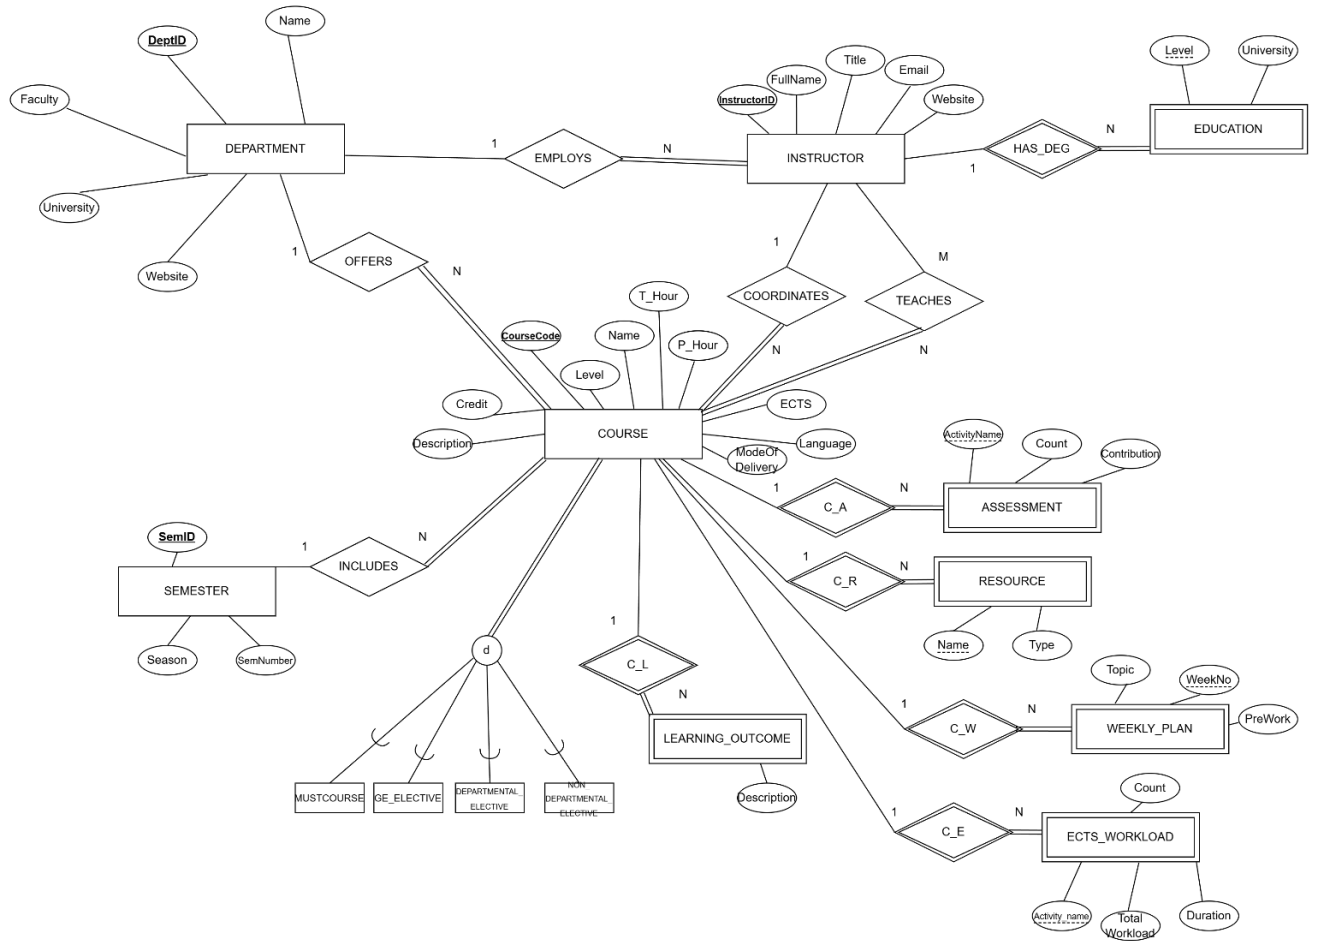 Name
DeptID
Faculty
DEPARTMENT
University
Website
1
EMPLOYS
N
InstructorID
FullName
Title
Email
Website
INSTRUCTOR
1
HAS_DEG
N
Level
University
EDUCATION
1
OFFERS
N
1
COORDINATES
N
M
TEACHES
N
T_Hour
CourseCode
Name
P_Hour
Level
Credit
ECTS
Description
COURSE
Language
ModeOf
Delivery
SemID
1
INCLUDES
N
SEMESTER
Season
SemNumber
d
MUSTCOURSE
GE_ELECTIVE
DEPARTMENTAL_
ELECTIVE
NON
DEPARTMENTAL_
ELECTIVE
1
C_L
N
LEARNING_OUTCOME
Description
1
C_A
N
ActivityName
Count
Contribution
ASSESSMENT
1
C_R
N
RESOURCE
Name
Type
1
C_W
N
Topic
WeekNo
PreWork
WEEKLY_PLAN
1
C_E
N
Count
ECTS_WORKLOAD
Activity_name
Total
Workload
Duration